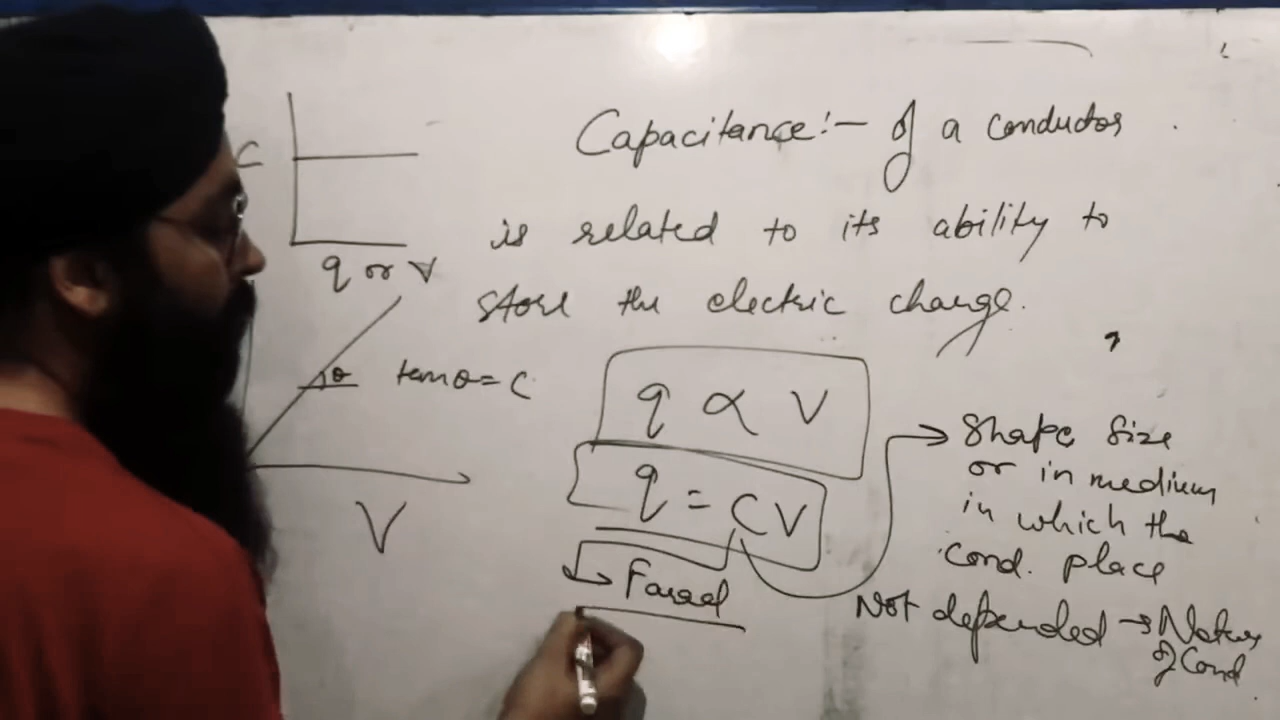 Capacitance:- of a conductor
is related to its ability to
store the electric charge.
C
q or V
θ tanθ = C
V
q ∝ V
q = CV
Farad
Shape Size
or in medium
in which the
Cond. place
Not depended → Nature
of Cond